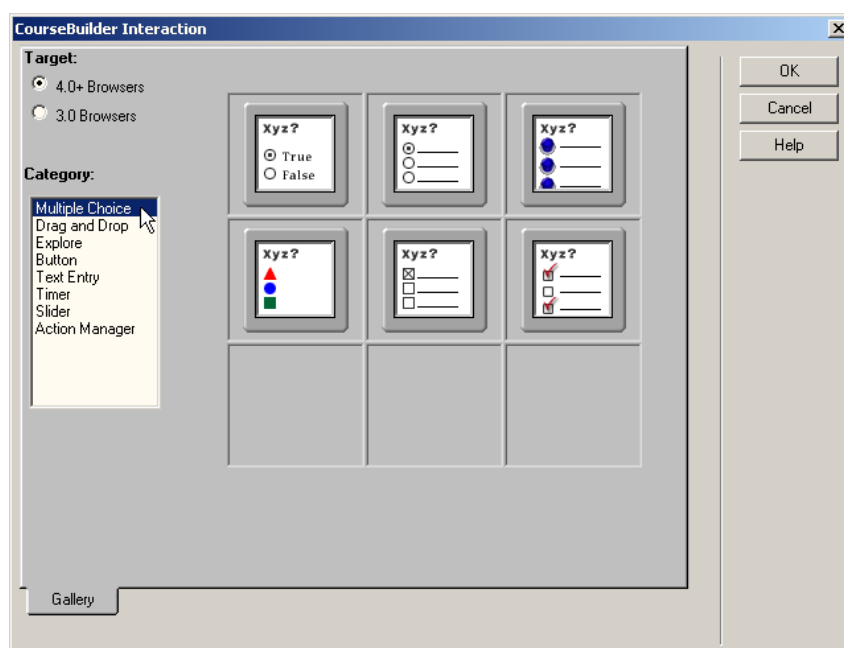 CourseBuilder Interaction
Target:
4.0+ Browsers
3.0 Browsers
Category:
Multiple Choice
Drag and Drop
Explore
Button
Text Entry
Timer
Slider
Action Manager
Xyz?
True
False
Xyz?
Xyz?
Xyz?
Xyz?
Xyz?
OK
Cancel
Help
Gallery